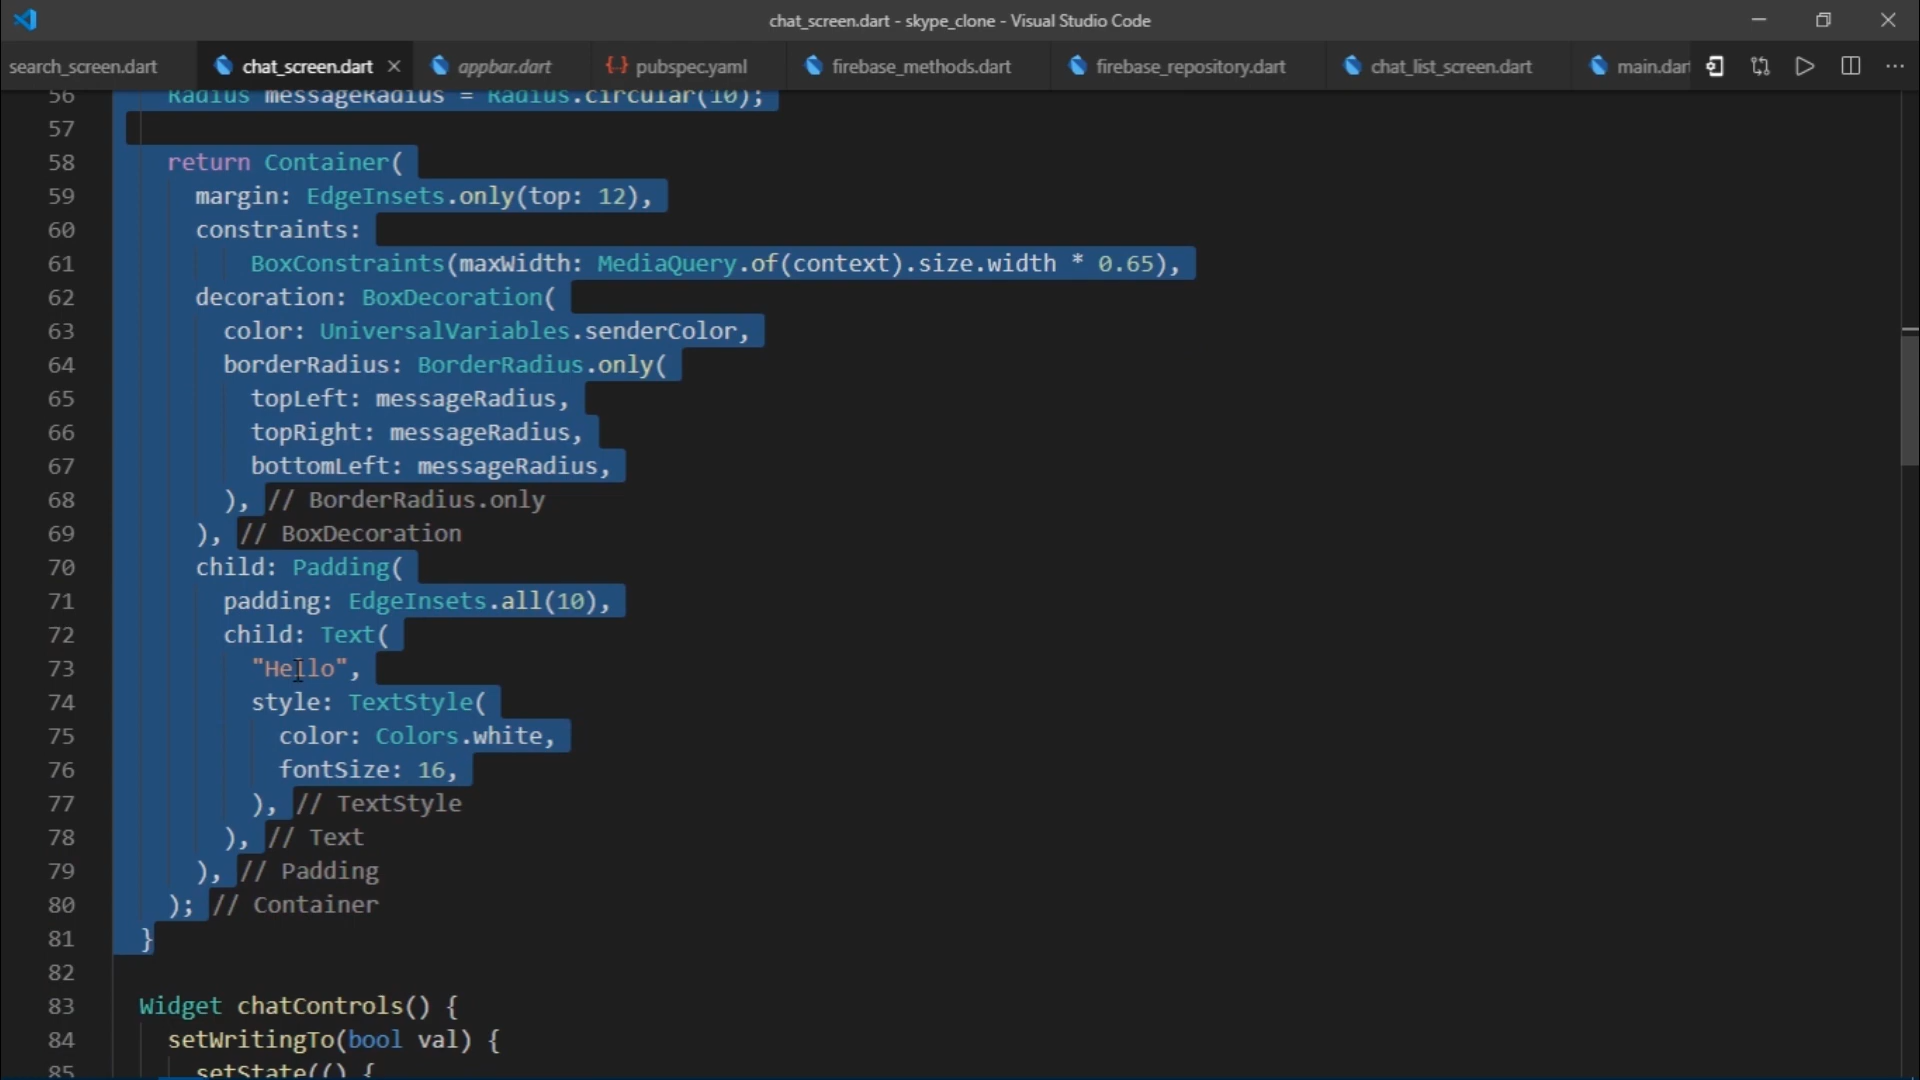 chat_screen.dart - skype_clone - Visual Studio Code
search_screen.dart chat_screen.dart appbar.dart {} pubspec.yaml firebase_methods.dart firebase_repository.dart chat_list_screen.dart main.dart
56 Radius messageRadius = Radius.circular(10);
57
58 return Container(
59 margin: EdgeInsets.only(top: 12),
60 constraints:
61 BoxConstraints(maxWidth: MediaQuery.of(context).size.width * 0.65),
62 decoration: BoxDecoration(
63 color: UniversalVariables.senderColor,
64 borderRadius: BorderRadius.only(
65 topLeft: messageRadius,
66 topRight: messageRadius,
67 bottomLeft: messageRadius,
68 ), // BorderRadius.only
69 ), // BoxDecoration
70 child: Padding(
71 padding: EdgeInsets.all(10),
72 child: Text(
73 "Hello",
74 style: TextStyle(
75 color: Colors.white,
76 fontSize: 16,
77 ), // TextStyle
78 ), // Text
79 ), // Padding
80 ); // Container
81 }
82
83 Widget chatControls() {
84 setWritingTo(bool val) {
85 setState(() {